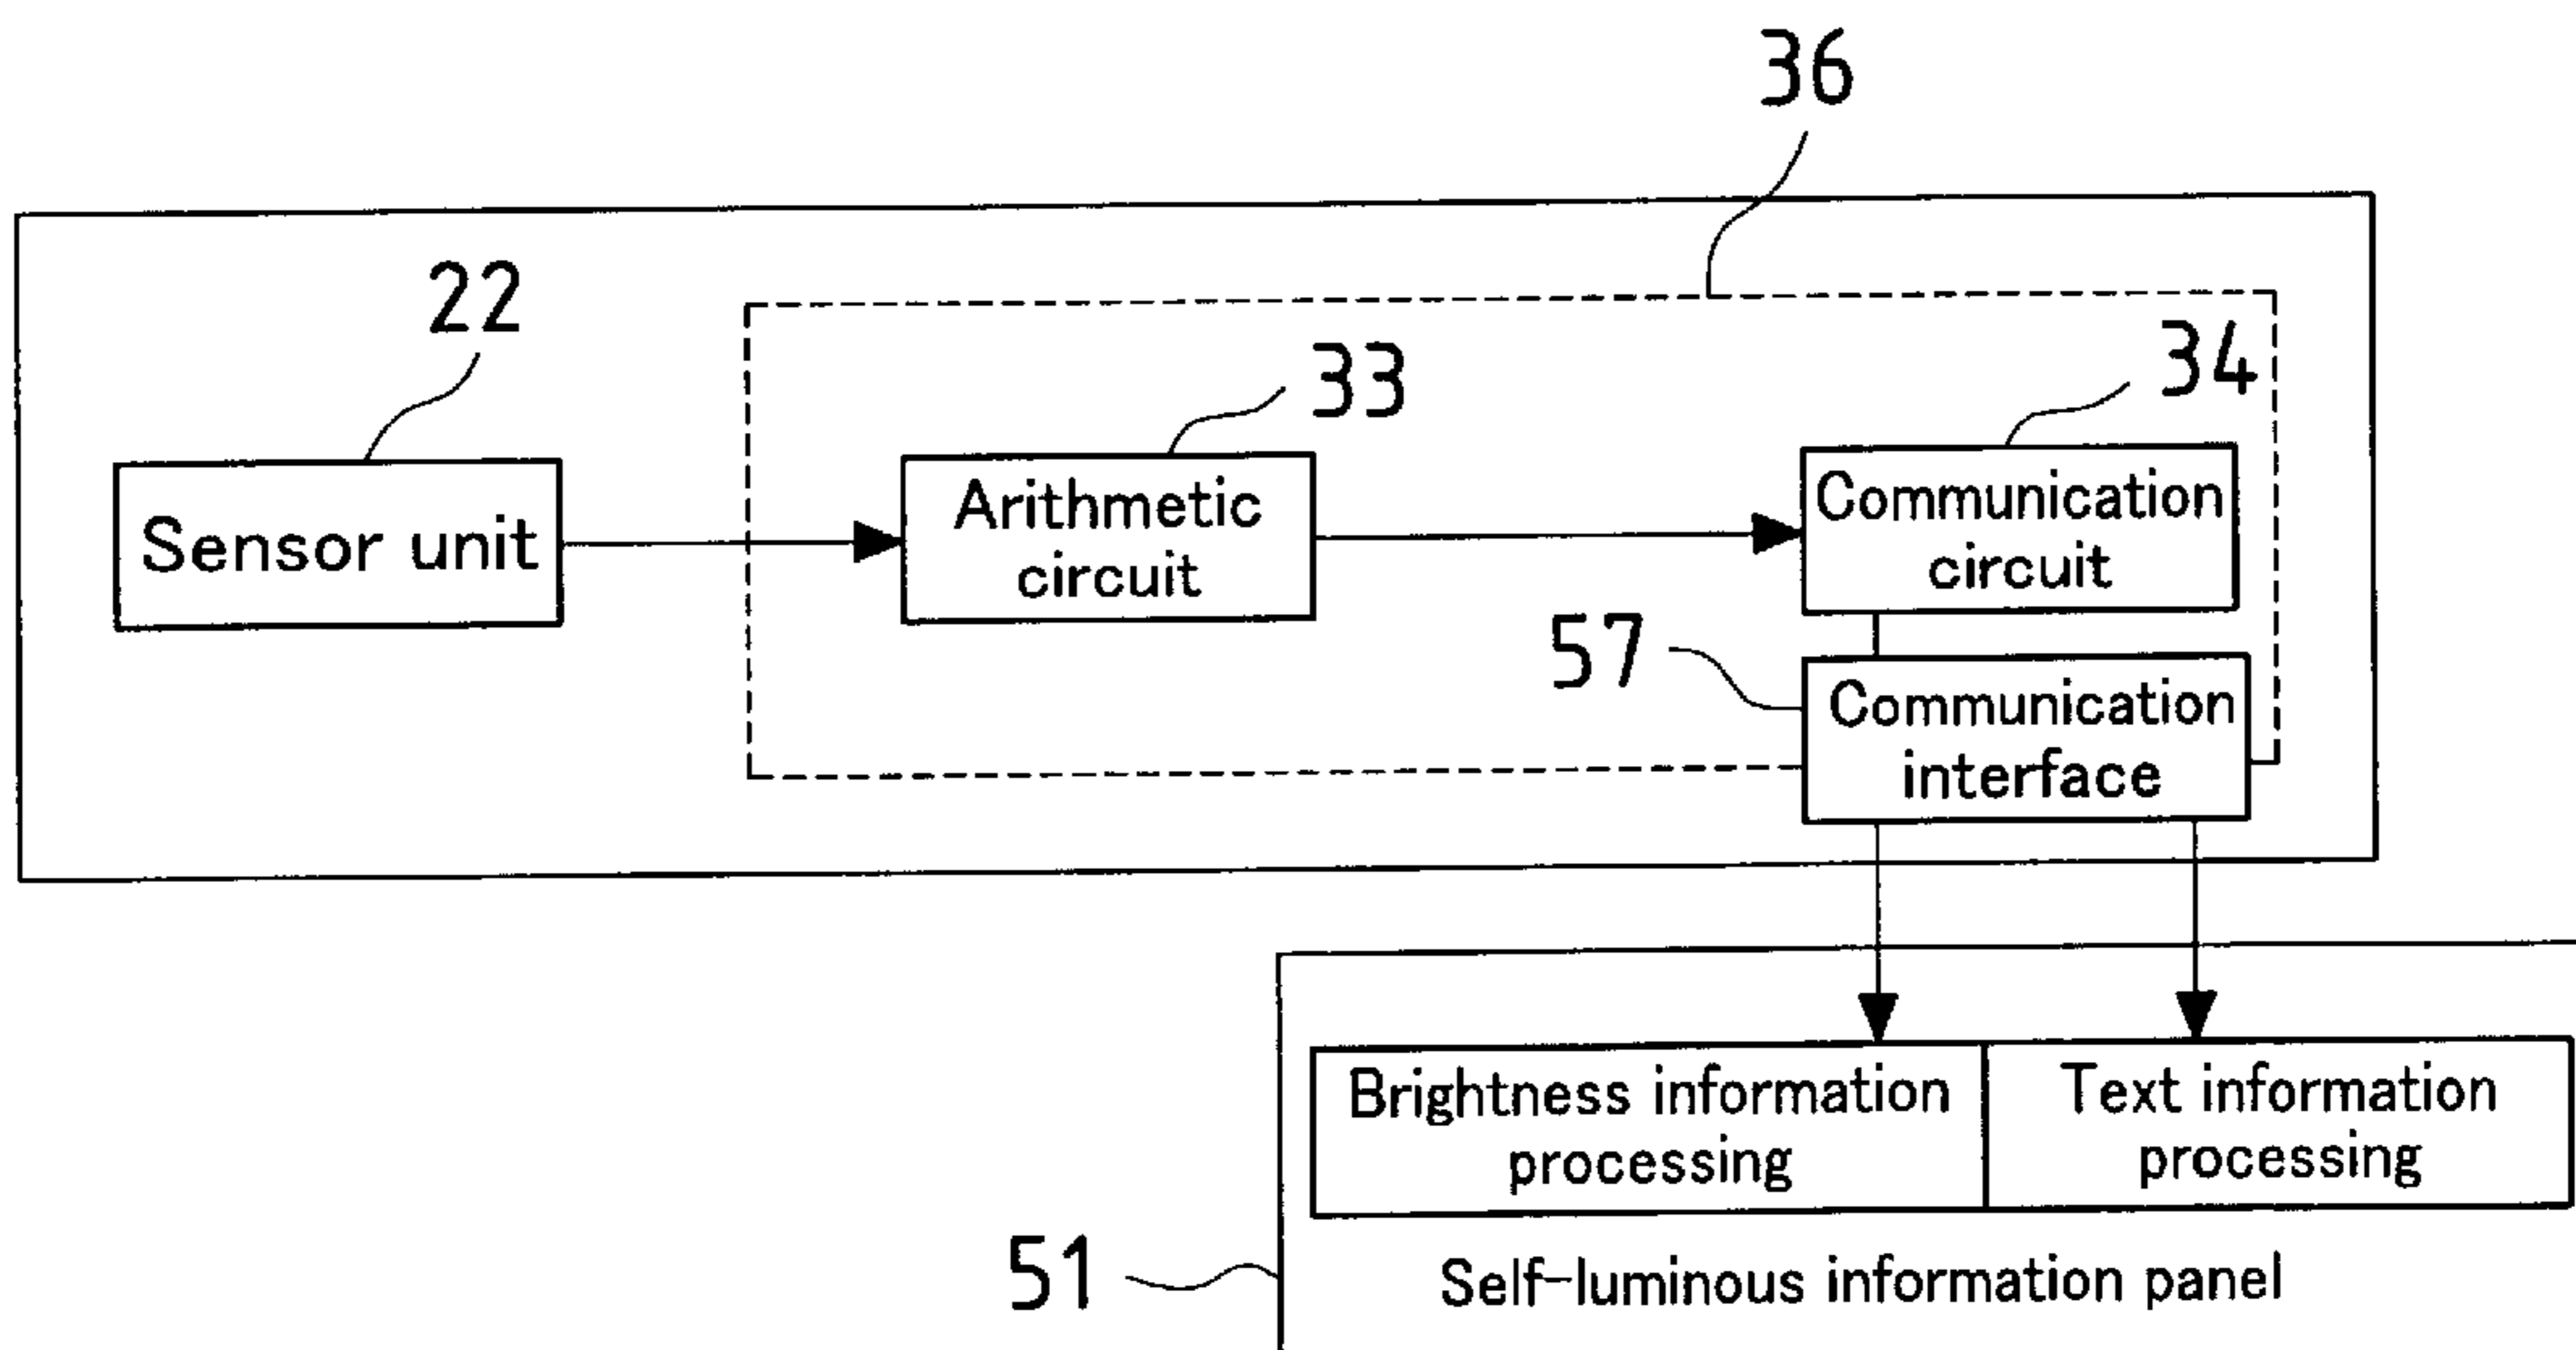 36
22
33
34
Sensor unit
Arithmetic
circuit
Communication
circuit
57
Communication
interface
Brightness information
processing
Text information
processing
51
Self-luminous information panel